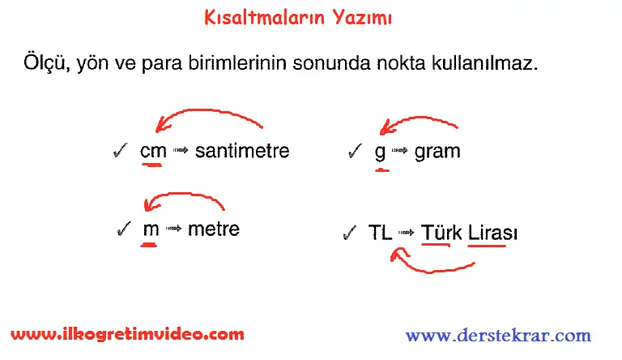 Kısaltmaların Yazımı
Ölçü, yön ve para birimlerinin sonunda nokta kullanılmaz.
✓ cm ➟ santimetre
✓ g ➟ gram
✓ m ➟ metre
✓ TL ➟ Türk Lirası
www.ilkogretimvideo.com
www.derstekrar.com